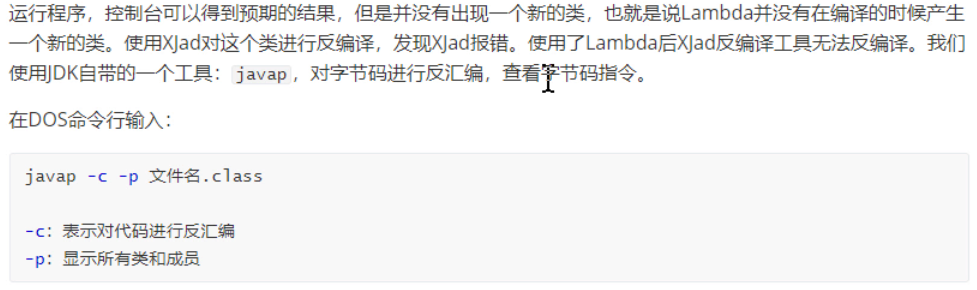 运行程序，控制台可以得到预期的结果，但是并没有出现一个新的类，也就是说Lambda并没有在编译的时候产生
一个新的类。使用XJad对这个类进行反编译，发现XJad报错。使用了Lambda后XJad反编译工具无法反编译。我们
使用JDK自带的一个工具：javap，对字节码进行反汇编，查看字节码指令。
在DOS命令行输入：
javap -c -p 文件名.class
-c：表示对代码进行反汇编
-p：显示所有类和成员